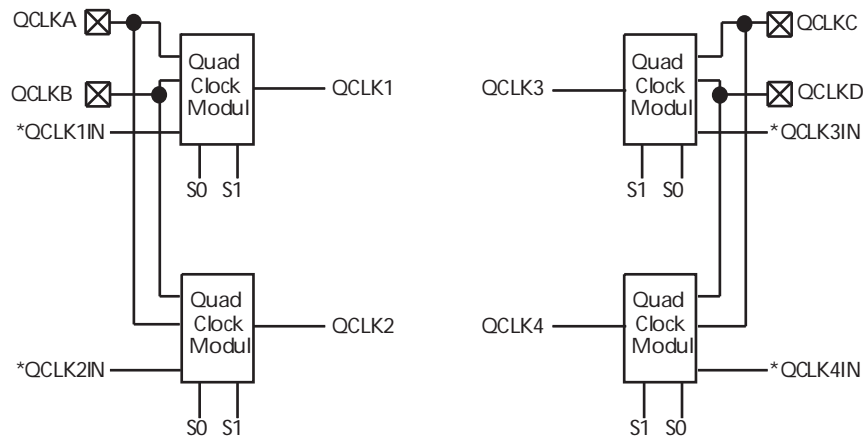 QCLKA
QCLKB
*QCLK1IN
Quad
Clock
Modul
QCLK1
S0 S1
QCLK3
Quad
Clock
Modul
QCLKC
QCLKD
*QCLK3IN
S1 S0
*QCLK2IN
Quad
Clock
Modul
QCLK2
S0 S1
QCLK4
Quad
Clock
Modul
*QCLK4IN
S1 S0